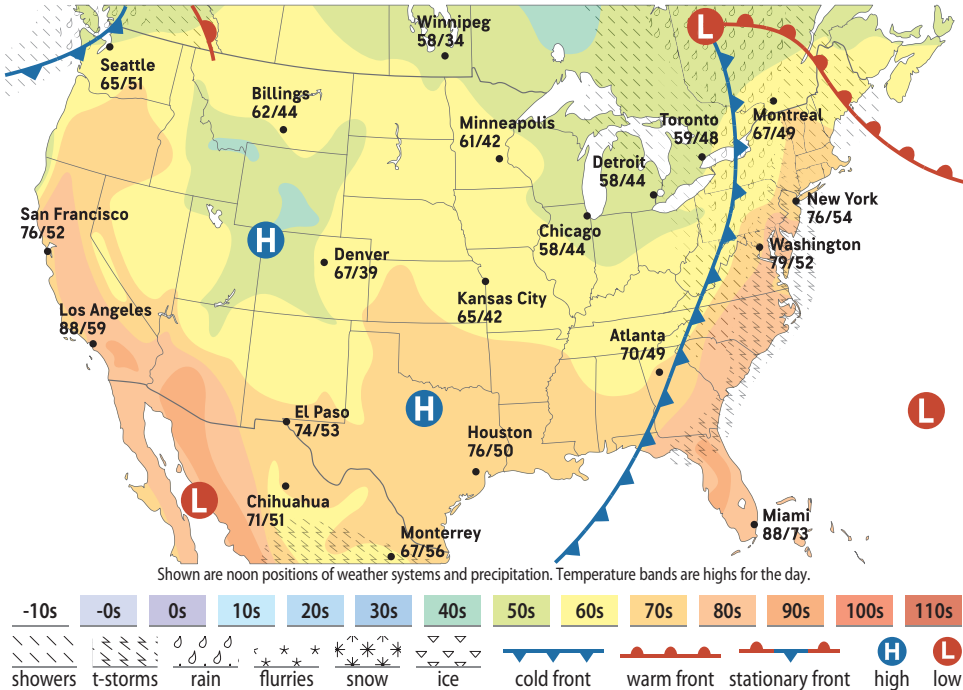 L
Winnipeg
58/34
Seattle
65/51
Billings
62/44
Minneapolis
61/42
Toronto
59/48
Montreal
67/49
Detroit
58/44
San Francisco
76/52
H
Denver
67/39
Chicago
58/44
New York
76/54
Washington
79/52
Kansas City
65/42
Los Angeles
88/59
Atlanta
70/49
H
L
El Paso
74/53
Houston
76/50
L
Chihuahua
71/51
Monterrey
67/56
Miami
88/73
Shown are noon positions of weather systems and precipitation. Temperature bands are highs for the day.
-10s -0s 0s 10s 20s 30s 40s 50s 60s 70s 80s 90s 100s 110s
H L
showers t-storms rain flurries snow ice cold front warm front stationary front high low